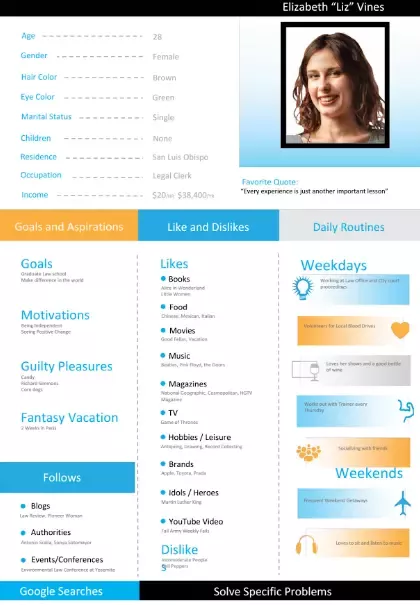 Elizabeth “Liz” Vines
Age 28
Gender Female
Hair Color Brown
Eye Color Green
Marital Status Single
Children None
Residence San Luis Obispo
Occupation Legal Clerk
Income $20/HR $38,400/YR
Favorite Quote:
"Every experience is just another important lesson"
Goals and Aspirations
Goals
Graduate Law school
Make difference in the world
Motivations
Being Independent
Seeing Positive Change
Guilty Pleasures
Candy
Richard Simmons
Corn dogs
Fantasy Vacation
2 Weeks in Paris
Follows
Blogs
Law Review, Pioneer Woman
Authorities
Antonin Scalia, Sonya Sotomayor
Events/Conferences
Environmental Law Conference at Yosemite
Like and Dislikes
Likes
Books
Alice in Wonderland
Little Women
Food
Chinese, Mexican, Italian
Movies
Good Fellas, Vacation
Music
Beatles, Pink Floyd, the Doors
Magazines
National Geographic, Cosmopolitan, HGTV
Magazine
TV
Game of Thrones
Hobbies / Leisure
Antiquing, Drawing, Record Collecting
Brands
Apple, Toyota, Prada
Idols / Heroes
Martin Luther King
YouTube Video
Fail Army Weekly Fails
Dislikes
Inconsiderate People
Bell Peppers
Daily Routines
Weekdays
Working at Law Office and City court
proceedings
Volunteers for Local Blood Drives
Loves her shows and a good bottle
of wine
Works out with Trainer every
Thursday
Socializing with friends
Weekends
Frequent Weekend Getaways
Loves to sit and listen to music
Google Searches
Solve Specific Problems